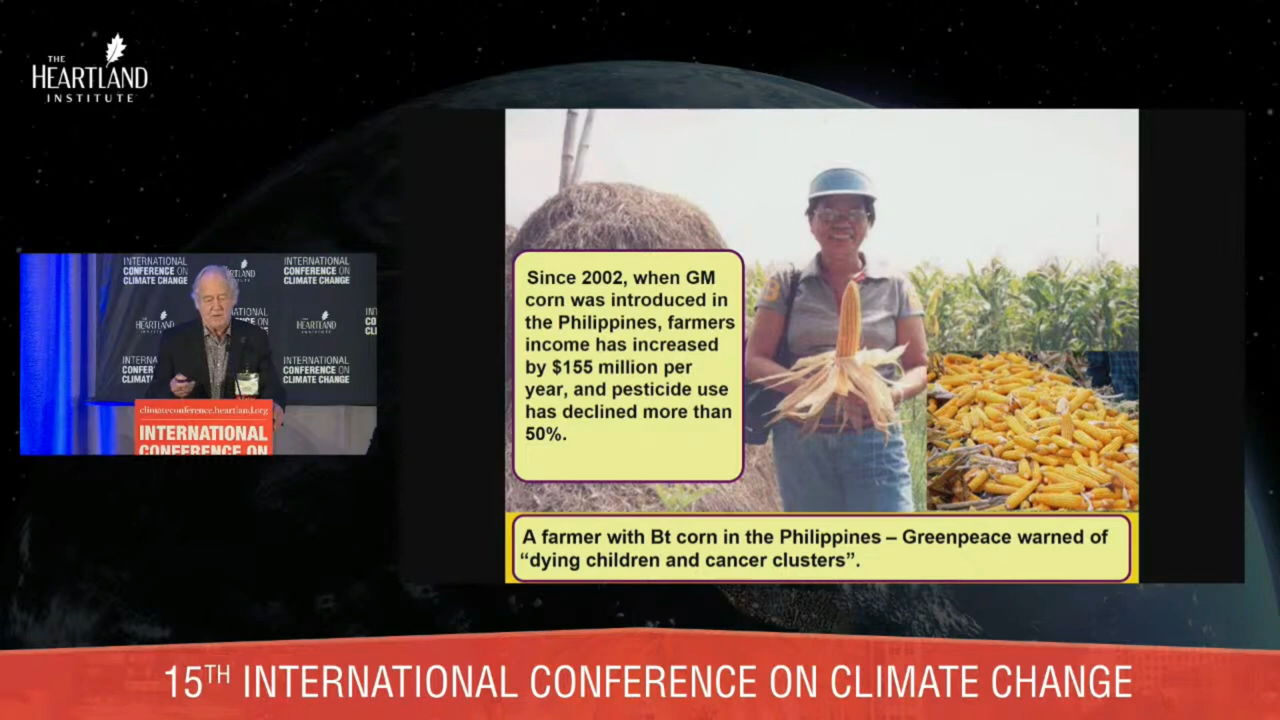 THE
HEARTLAND
INSTITUTE
Since 2002, when GM
corn was introduced in
the Philippines, farmers
income has increased
by $155 million per
year, and pesticide use
has declined more than
50%.
A farmer with Bt corn in the Philippines – Greenpeace warned of
“dying children and cancer clusters”.
INTERNATIONAL
CONFERENCE ON
CLIMATE CHANGE
INTERNATIONAL
CONFERENCE ON
CLIMATE CHANGE
HEARTLAND
HEARTLAND
INTERNATIONAL
CONFERENCE ON
CLIMATE CHANGE
climateconference.heartland.org
INTERNATIONAL
CONFERENCE ON
15TH INTERNATIONAL CONFERENCE ON CLIMATE CHANGE